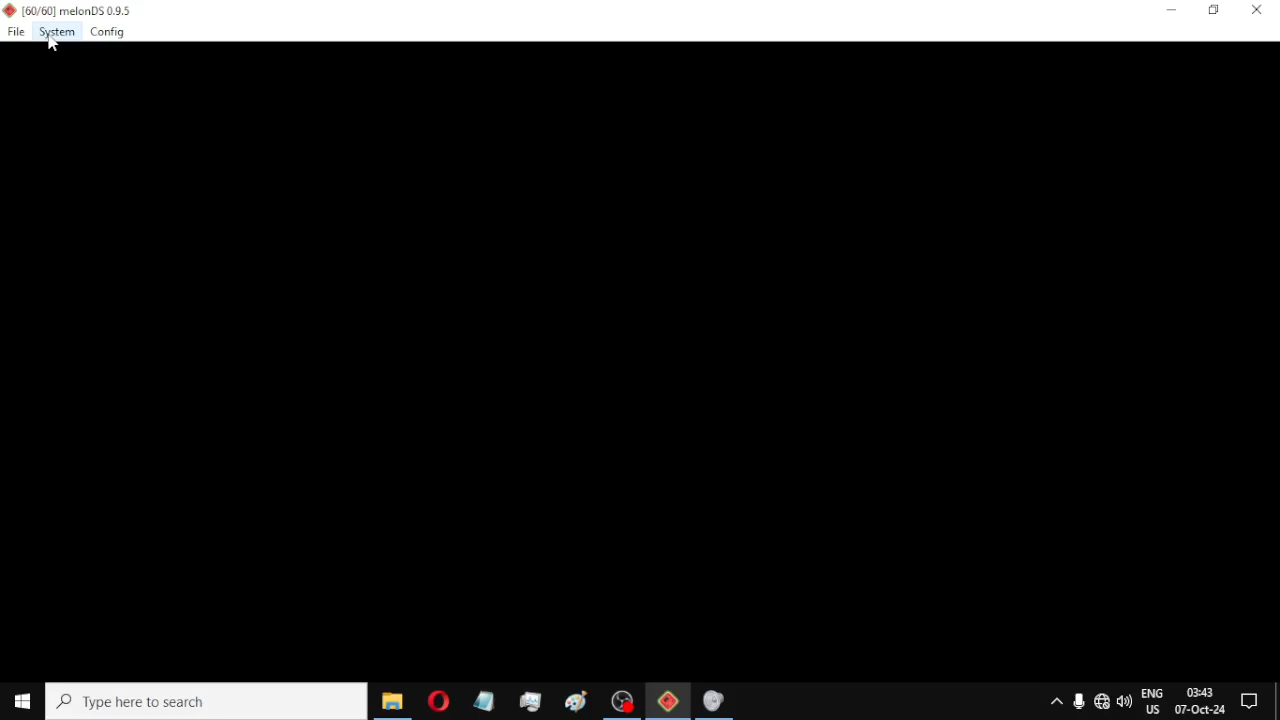 [60/60] melonDS 0.9.5
File System Config
Type here to search
ENG
US
03:43
07-Oct-24